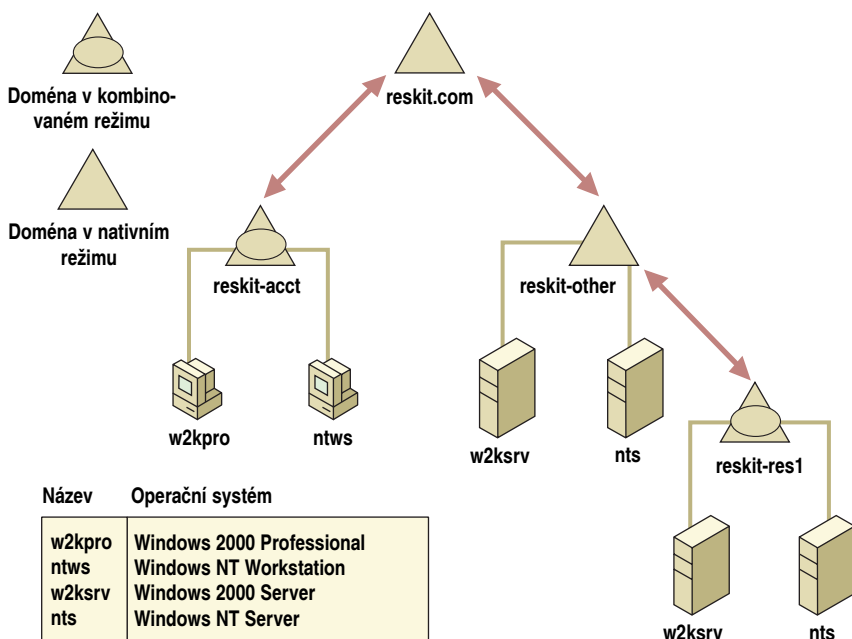 Doména v kombino-
vaném režimu
Doména v nativním
režimu
reskit.com
reskit-acct
reskit-other
w2kpro
ntws
w2ksrv
nts
reskit-res1
w2ksrv
nts
Název Operační systém
w2kpro Windows 2000 Professional
ntws Windows NT Workstation
w2ksrv Windows 2000 Server
nts Windows NT Server